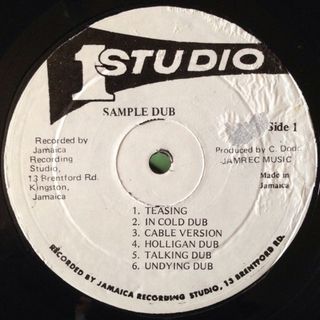 1 STUDIO
SAMPLE DUB
Side 1
Recorded by
Jamaica
Recording
Studio,
13 Brentford Rd.
Kingston,
Jamaica
Produced by C. Dodd
JAMREC MUSIC
Made in
Jamaica
1. TEASING
2. IN COLD DUB
3. CABLE VERSION
4. HOLLIGAN DUB
5. TALKING DUB
6. UNDYING DUB
RECORDED BY JAMAICA RECORDING STUDIO, 13 BRENTFORD RD.